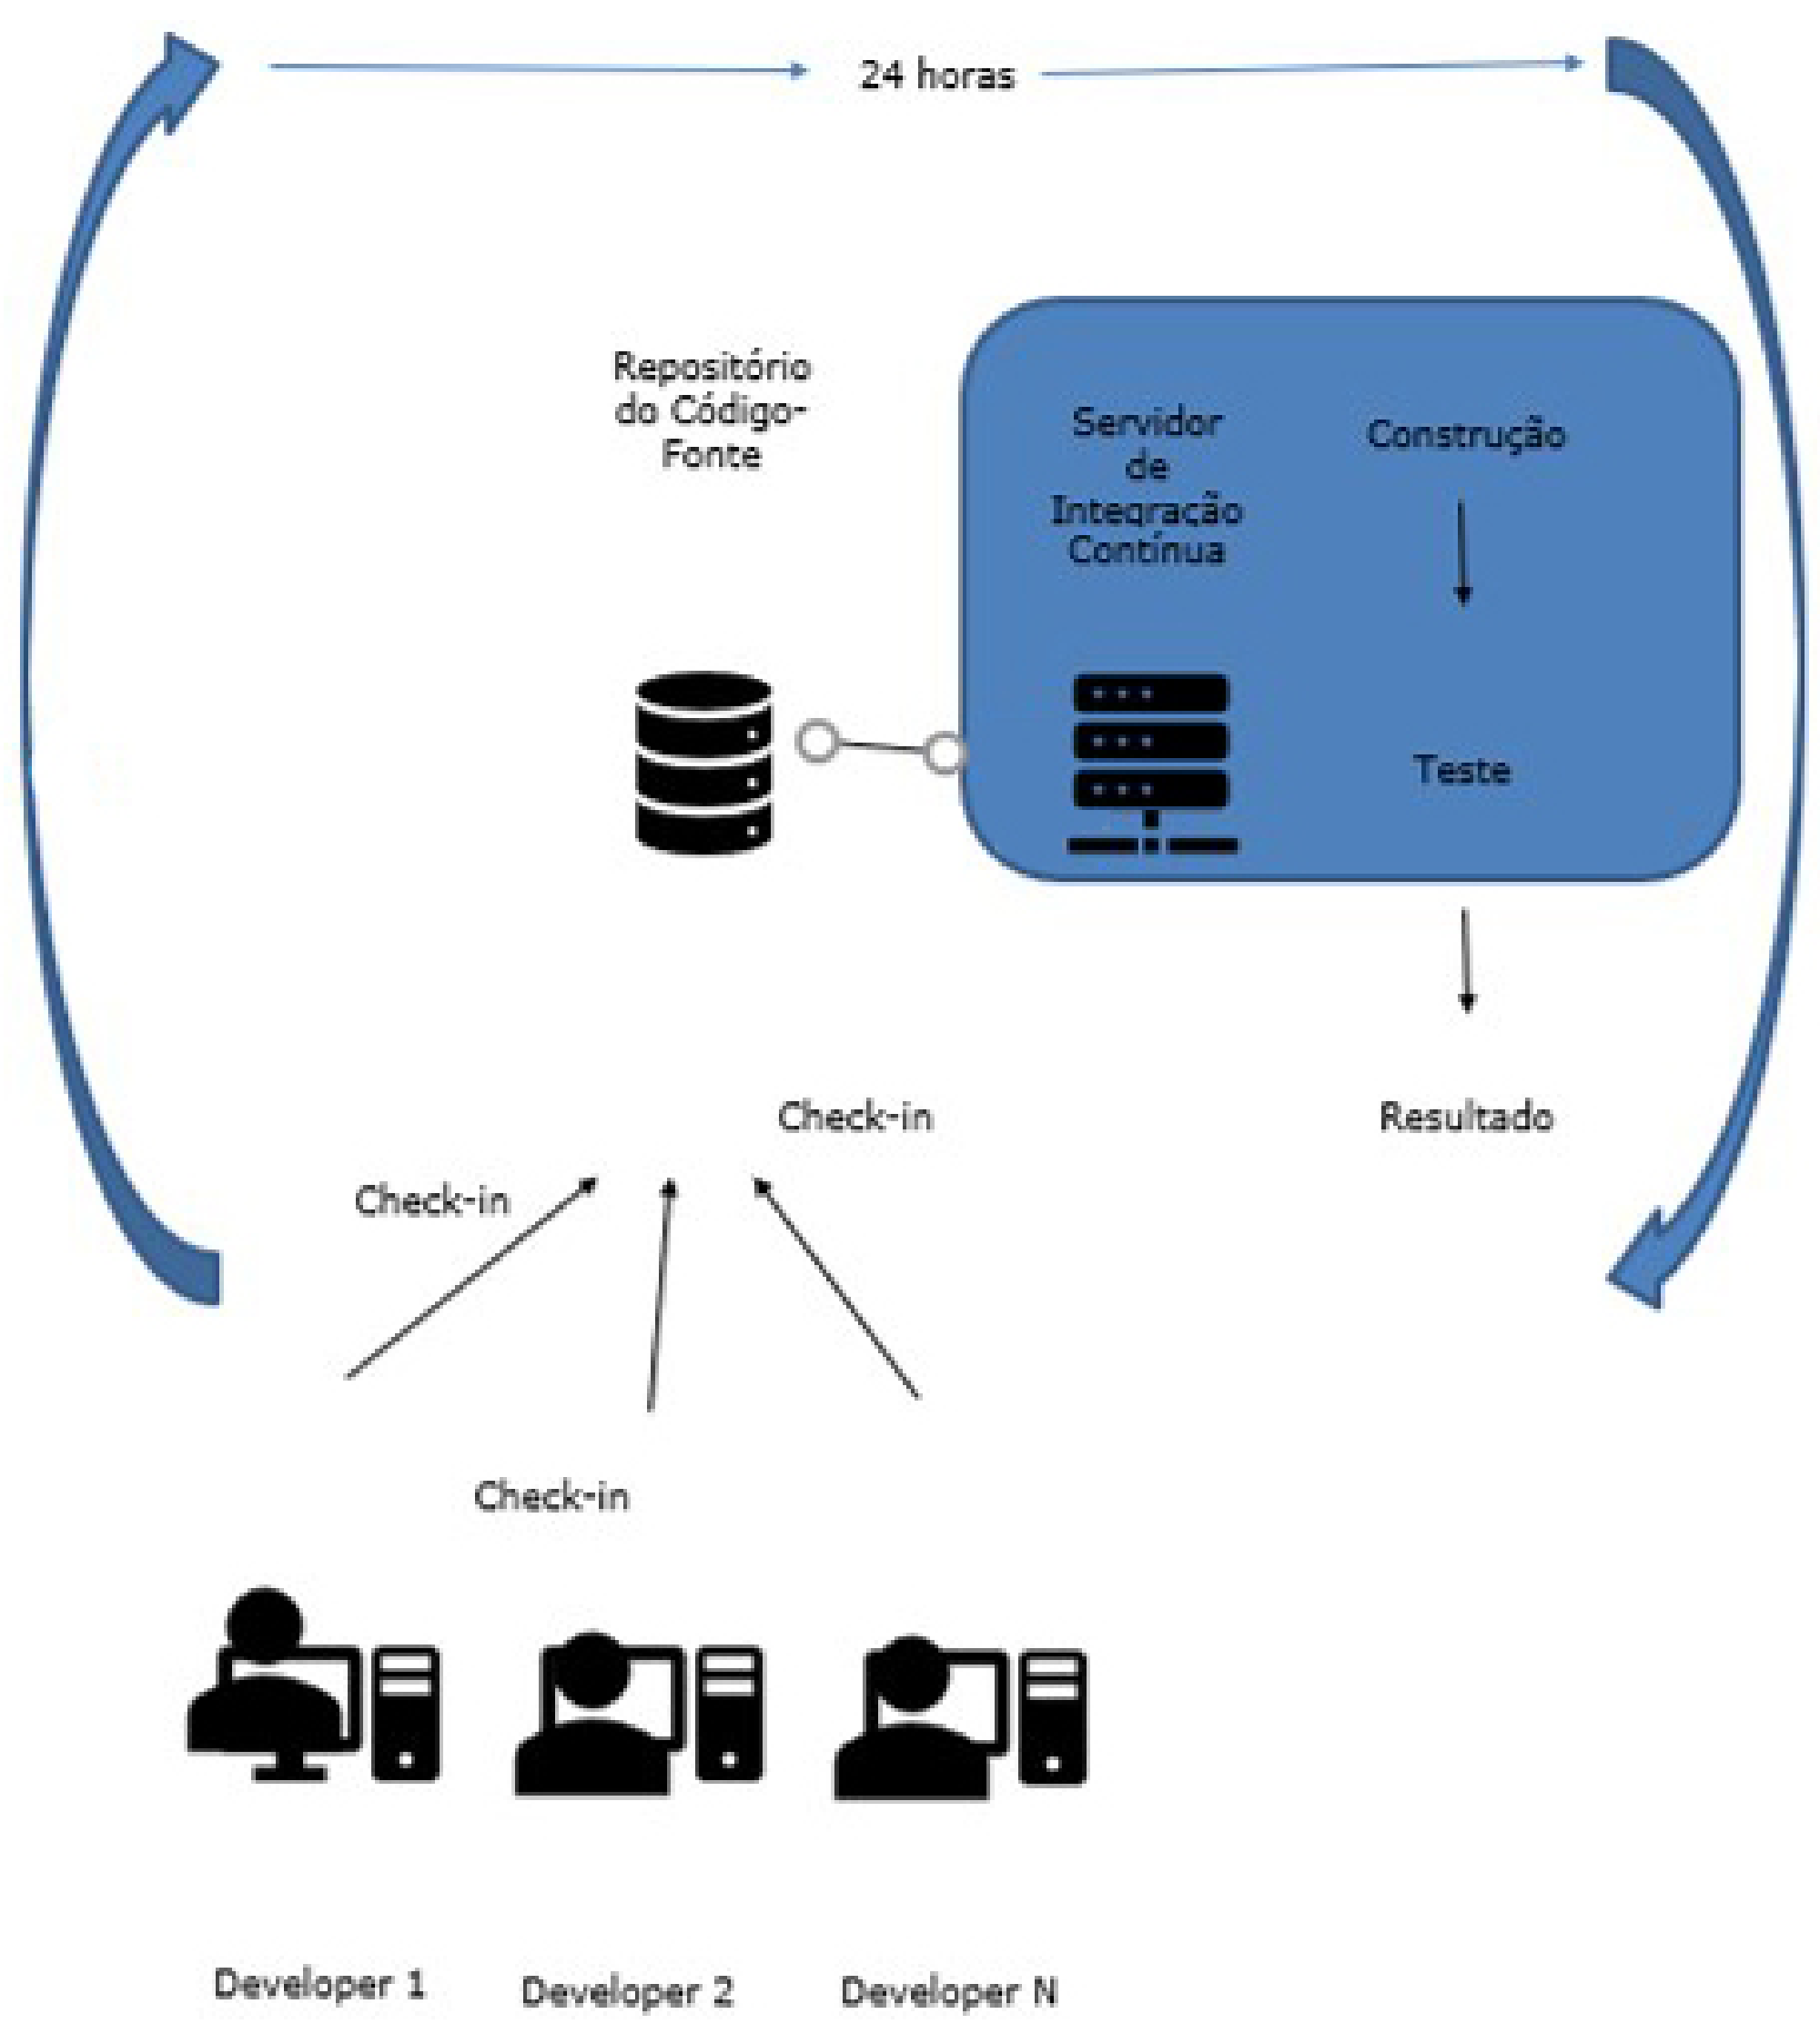 24 horas
Repositório
do Código-
Fonte
Servidor
de
Integração
Contínua
Construção
Teste
Check-in
Resultado
Check-in
Check-in
Developer 1
Developer 2
Developer N